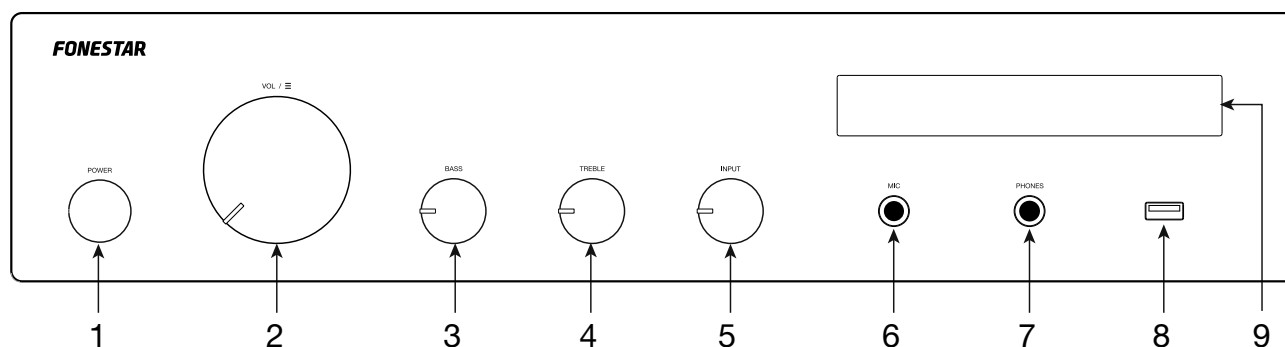 FONESTAR
VOL / ☰
POWER
BASS
TREBLE
INPUT
MIC
PHONES
1 2 3 4 5 6 7 8 9